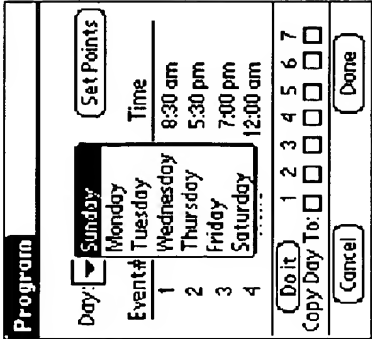 Program
Day: Sunday Set Points
Monday
Event# Tuesday Time
1 Wednesday 8:30 am
2 Thursday 5:30 pm
3 Friday 7:00 pm
4 Saturday 12:00 am
Do it 1 2 3 4 5 6 7
Copy Day To:
Cancel Done